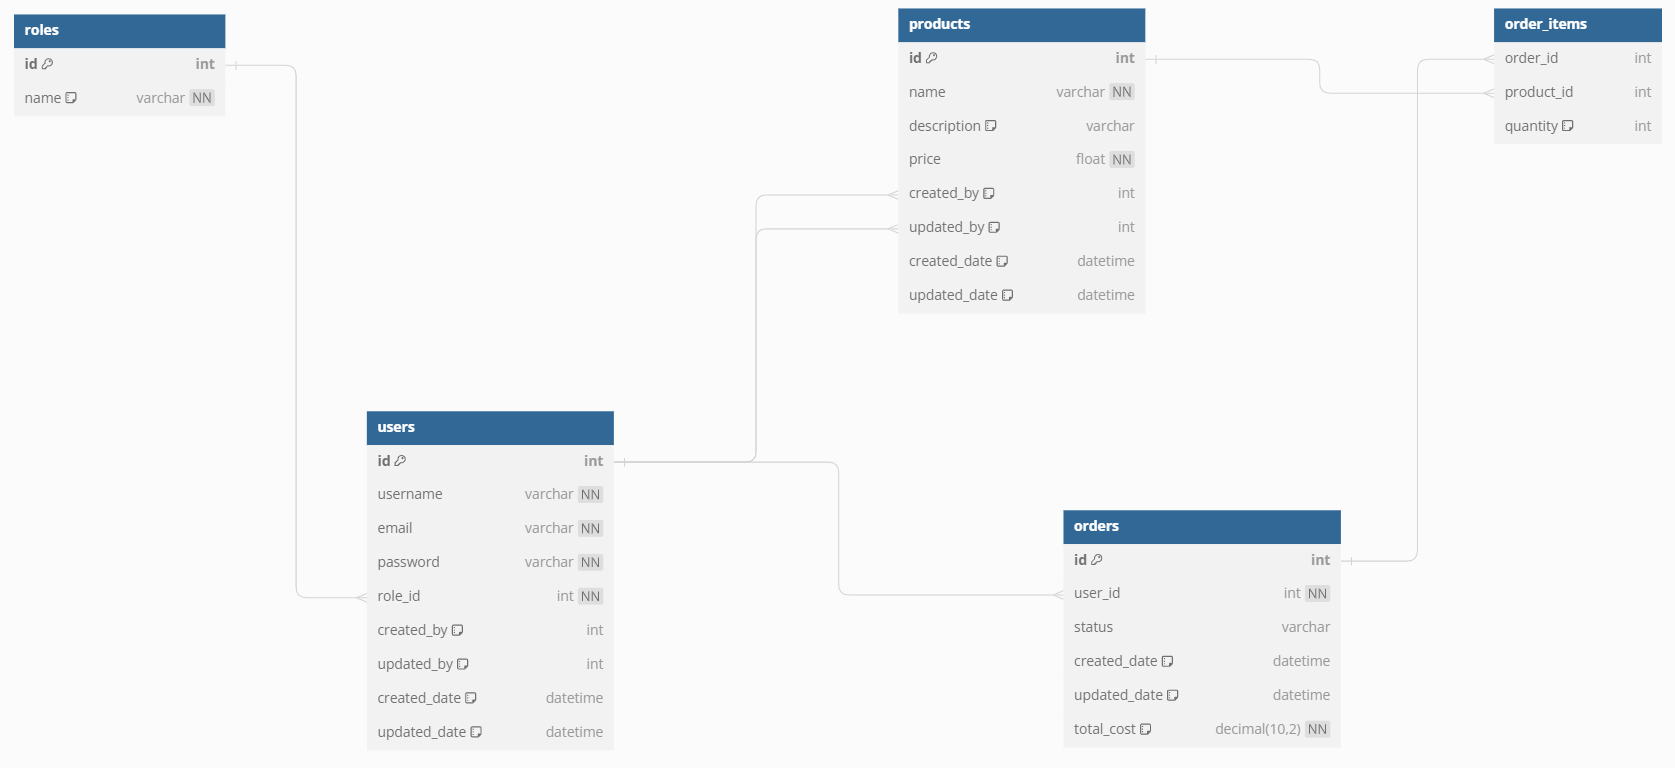 roles
id int
name varchar NN
products
id int
name varchar NN
description varchar
price float NN
created_by int
updated_by int
created_date datetime
updated_date datetime
order_items
order_id int
product_id int
quantity int
users
id int
username varchar NN
email varchar NN
password varchar NN
role_id int NN
created_by int
updated_by int
created_date datetime
updated_date datetime
orders
id int
user_id int NN
status varchar
created_date datetime
updated_date datetime
total_cost decimal(10,2) NN